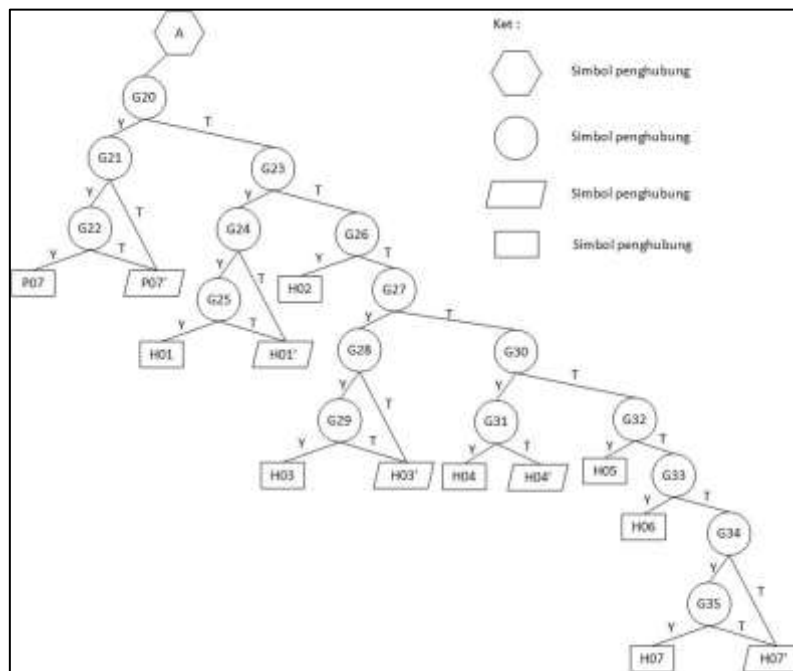 A
Ket :
Simbol penghubung
G20
Y
T
G21
Simbol penghubung
G23
Y
T
Y
T
Simbol penghubung
G22
G24
G26
Y
T
Y
T
Y
T
Simbol penghubung
P07
P07'
G25
H02
G27
Y
T
Y
T
H01
H01'
G28
G30
Y
T
Y
T
G29
G31
G32
Y
T
Y
T
Y
T
H03
H03'
H04
H04'
H05
G33
Y
T
H06
G34
Y
T
G35
Y
T
H07
H07'